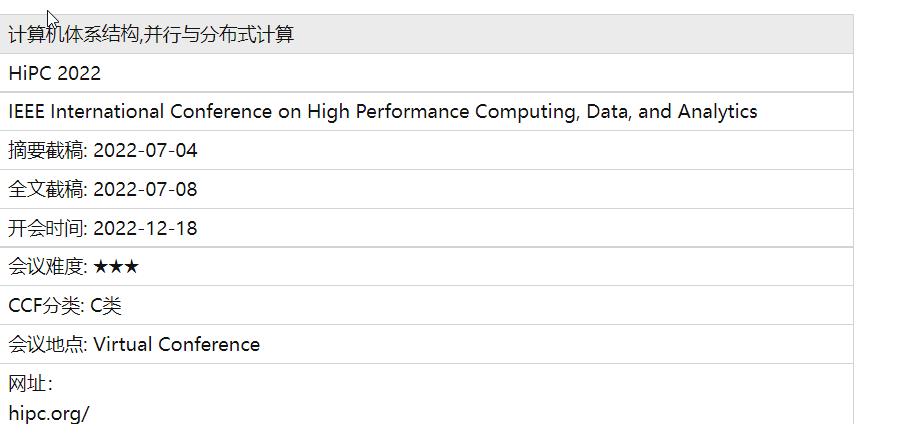 计算机体系结构,并行与分布式计算
HiPC 2022
IEEE International Conference on High Performance Computing, Data, and Analytics
摘要截稿: 2022-07-04
全文截稿: 2022-07-08
开会时间: 2022-12-18
会议难度: ★★★
CCF分类: C类
会议地点: Virtual Conference
网址：
hipc.org/